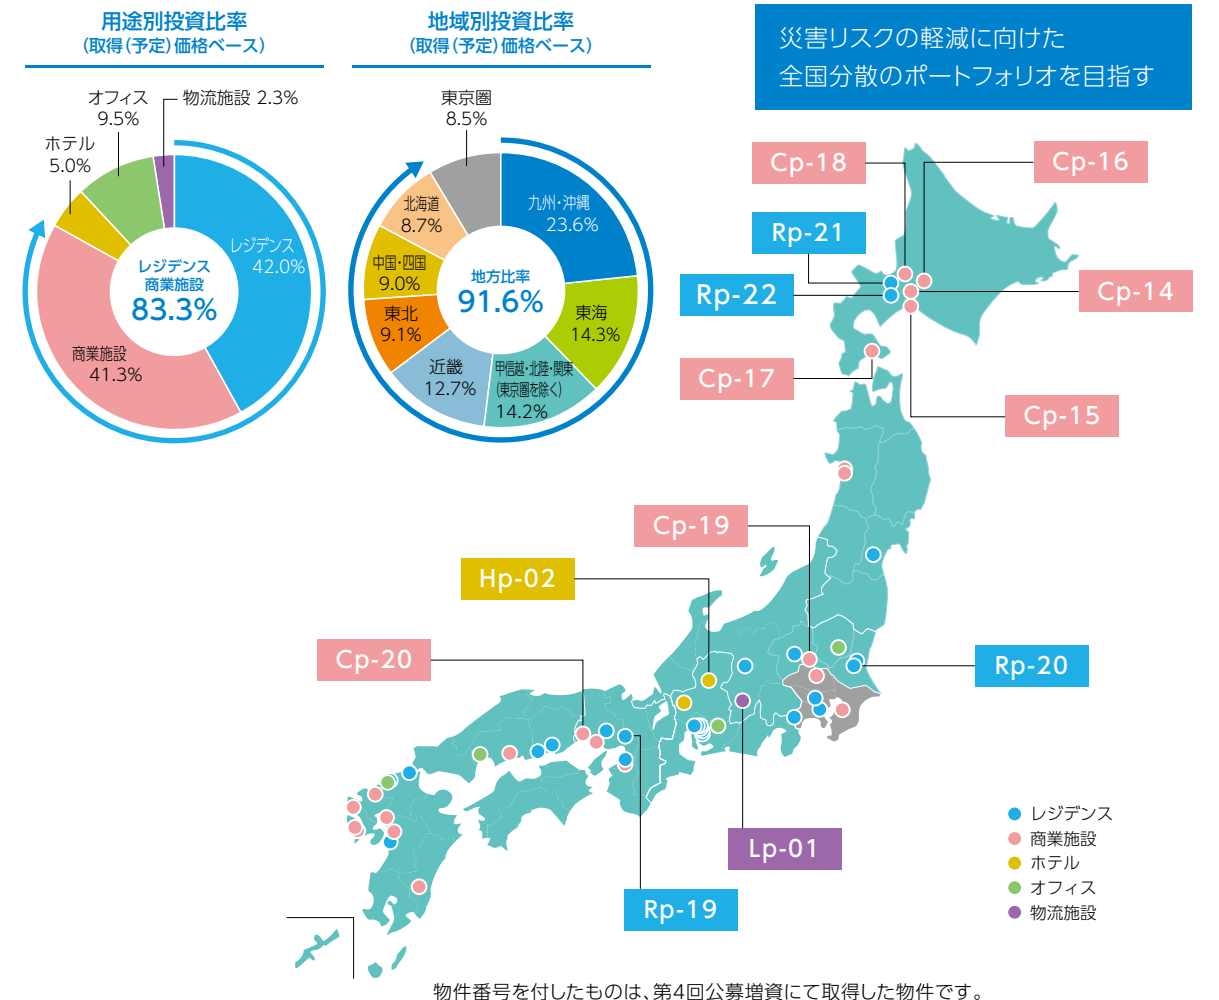 用途別投資比率
(取得(予定)価格ベース)
オフィス
9.5%
物流施設 2.3%
ホテル
5.0%
レジデンス
42.0%
レジデンス
商業施設
83.3%
商業施設
41.3%
地域別投資比率
(取得(予定)価格ベース)
東京圏
8.5%
北海道
8.7%
九州・沖縄
23.6%
中国・四国
9.0%
地方比率
91.6%
東北
9.1%
東海
14.3%
近畿
12.7%
甲信越・北陸・関東
(東京圏を除く)
14.2%
災害リスクの軽減に向けた
全国分散のポートフォリオを目指す
Cp-18
Cp-16
Rp-21
Rp-22
Cp-14
Cp-17
Cp-15
Cp-19
Hp-02
Cp-20
Rp-20
Lp-01
Rp-19
レジデンス
商業施設
ホテル
オフィス
物流施設
物件番号を付したものは、第4回公募増資にて取得した物件です。